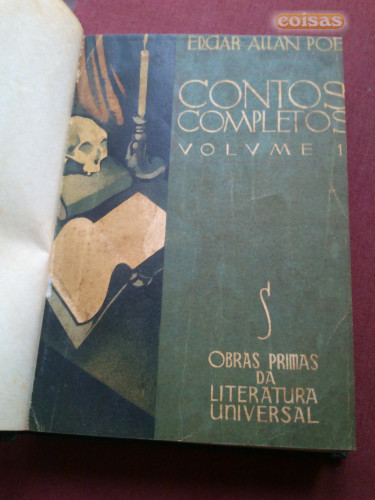 coisas
EDGAR ALLAN POE
CONTOS
COMPLETOS
VOLVME 1
S
OBRAS PRIMAS
DA
LITERATURA
UNIVERSAL